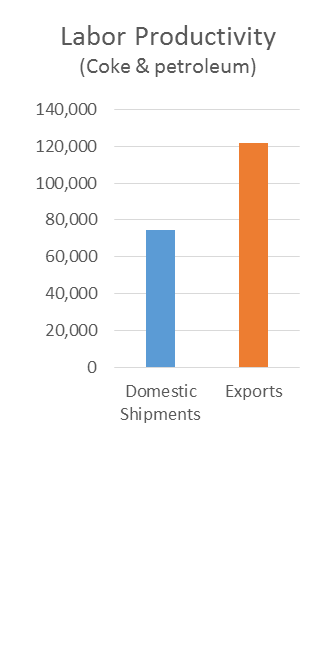 Labor Productivity
(Coke & petroleum)
140,000
120,000
100,000
80,000
60,000
40,000
20,000
0
Domestic
Shipments
Exports